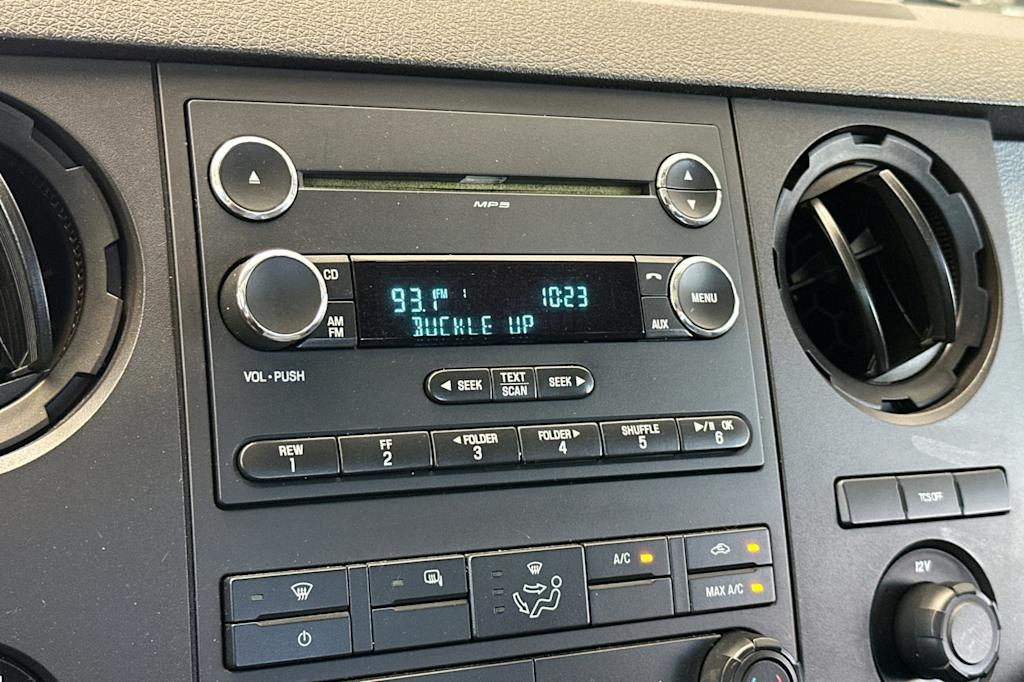 MP3
CD
93.1 FM 1 10:23
BUCKLE UP
MENU
AM
FM
AUX
VOL•PUSH
◀ SEEK
TEXT
SCAN
SEEK ▶
REW
1
FF
2
◀ FOLDER
3
FOLDER ▶
4
SHUFFLE
5
▶/II OK
6
TCS OFF
A/C
MAX A/C
12V